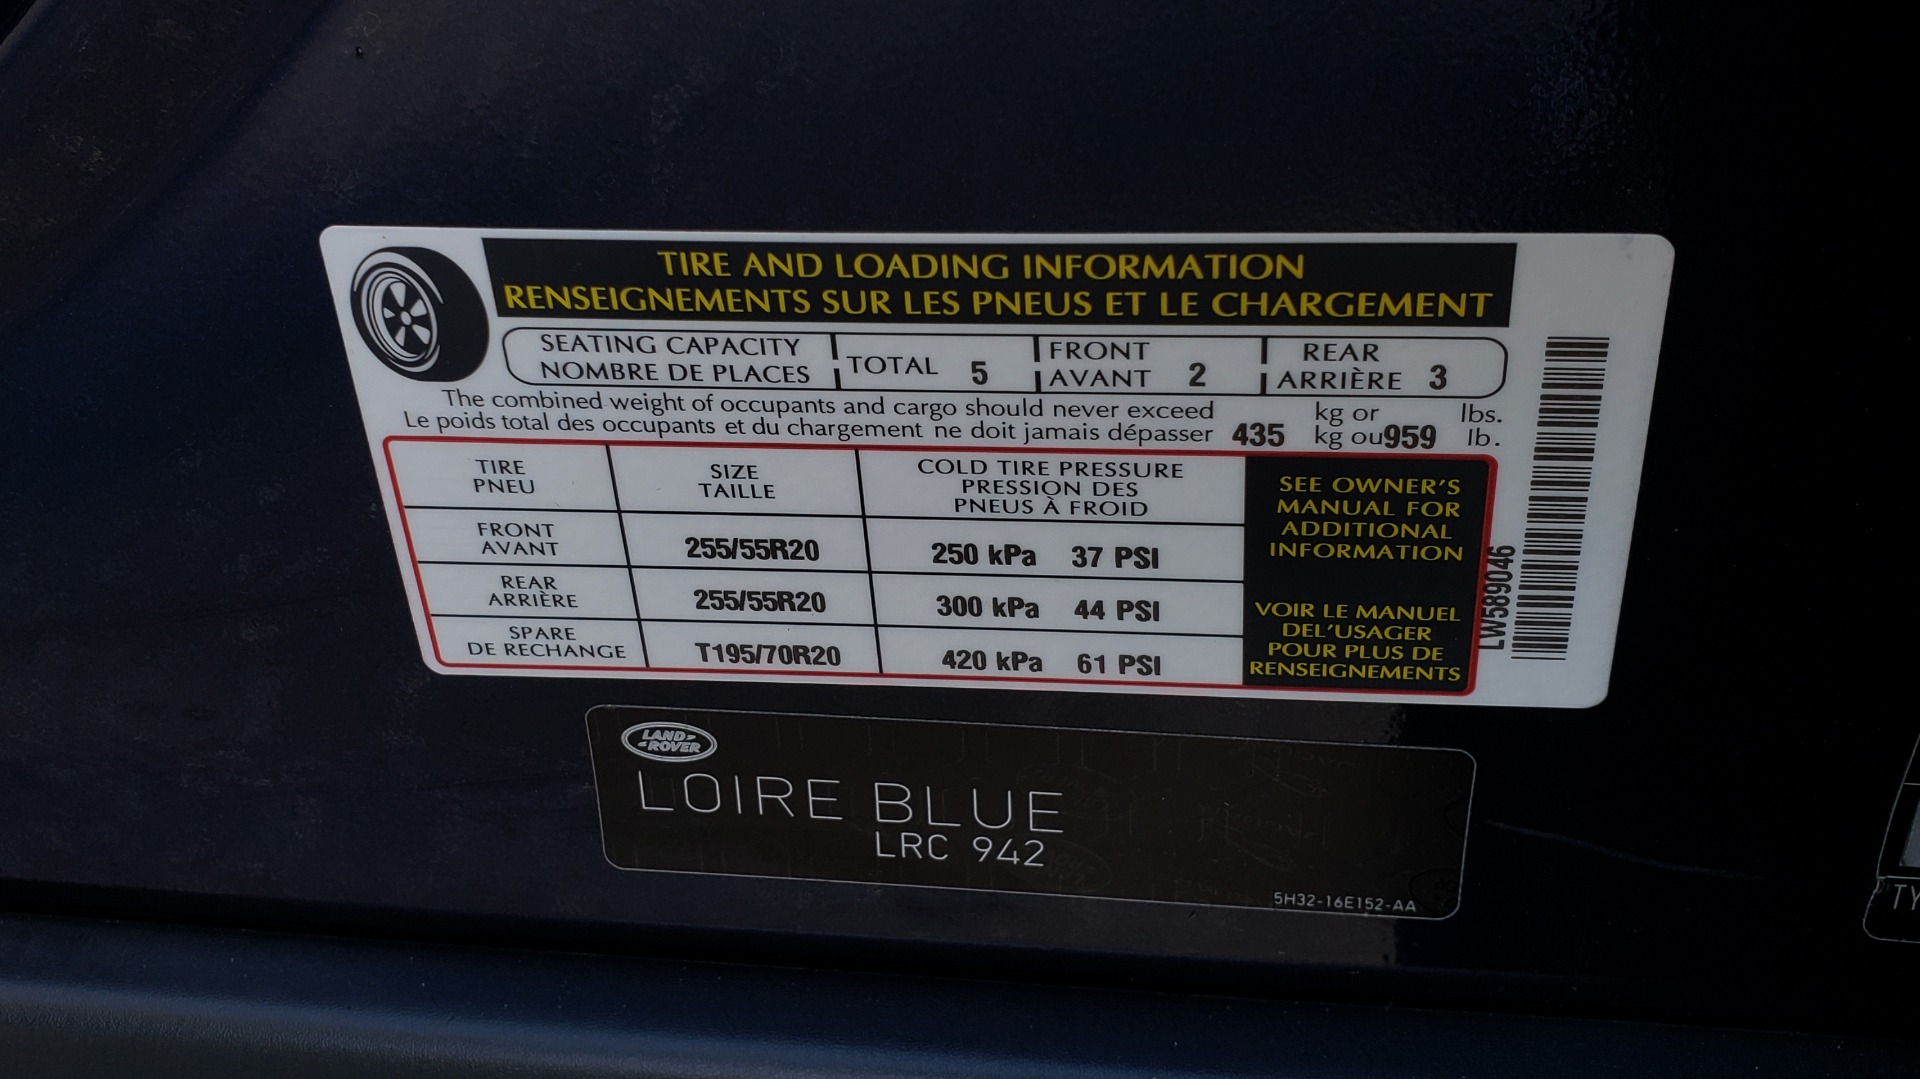 TIRE AND LOADING INFORMATION
RENSEIGNEMENTS SUR LES PNEUS ET LE CHARGEMENT
SEATING CAPACITY
NOMBRE DE PLACES
TOTAL 5
FRONT
AVANT 2
REAR
ARRIÈRE 3
The combined weight of occupants and cargo should never exceed kg or lbs.
Le poids total des occupants et du chargement ne doit jamais dépasser 435 kg ou 959 lb.
TIRE
PNEU
SIZE
TAILLE
COLD TIRE PRESSURE
PRESSION DES
PNEUS À FROID
FRONT
AVANT
255/55R20
250 kPa 37 PSI
REAR
ARRIÈRE
255/55R20
300 kPa 44 PSI
SPARE
DE RECHANGE
T195/70R20
420 kPa 61 PSI
SEE OWNER'S
MANUAL FOR
ADDITIONAL
INFORMATION
VOIR LE MANUEL
DEL'USAGER
POUR PLUS DE
RENSEIGNEMENTS
LW589046
LAND
ROVER
LOIRE BLUE
LRC 942
5H32-16E152-AA
TY